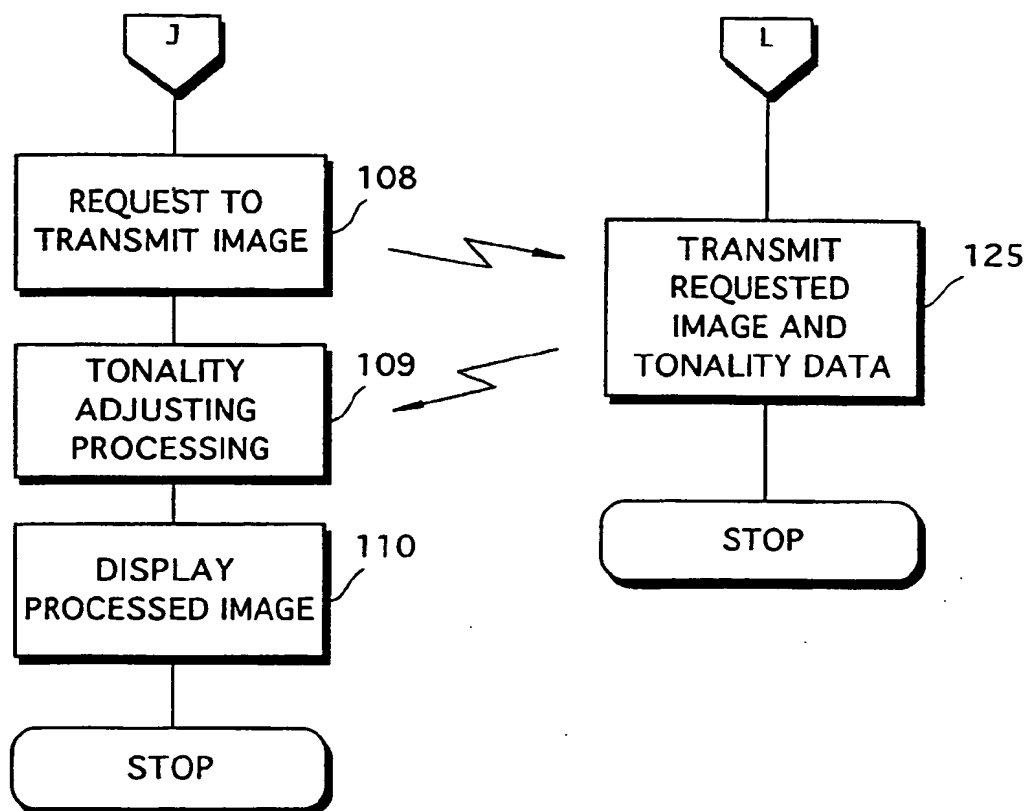 J
REQUEST TO
TRANSMIT IMAGE
108
TONALITY
ADJUSTING
PROCESSING
109
DISPLAY
PROCESSED IMAGE
110
STOP
L
TRANSMIT
REQUESTED
IMAGE AND
TONALITY DATA
125
STOP